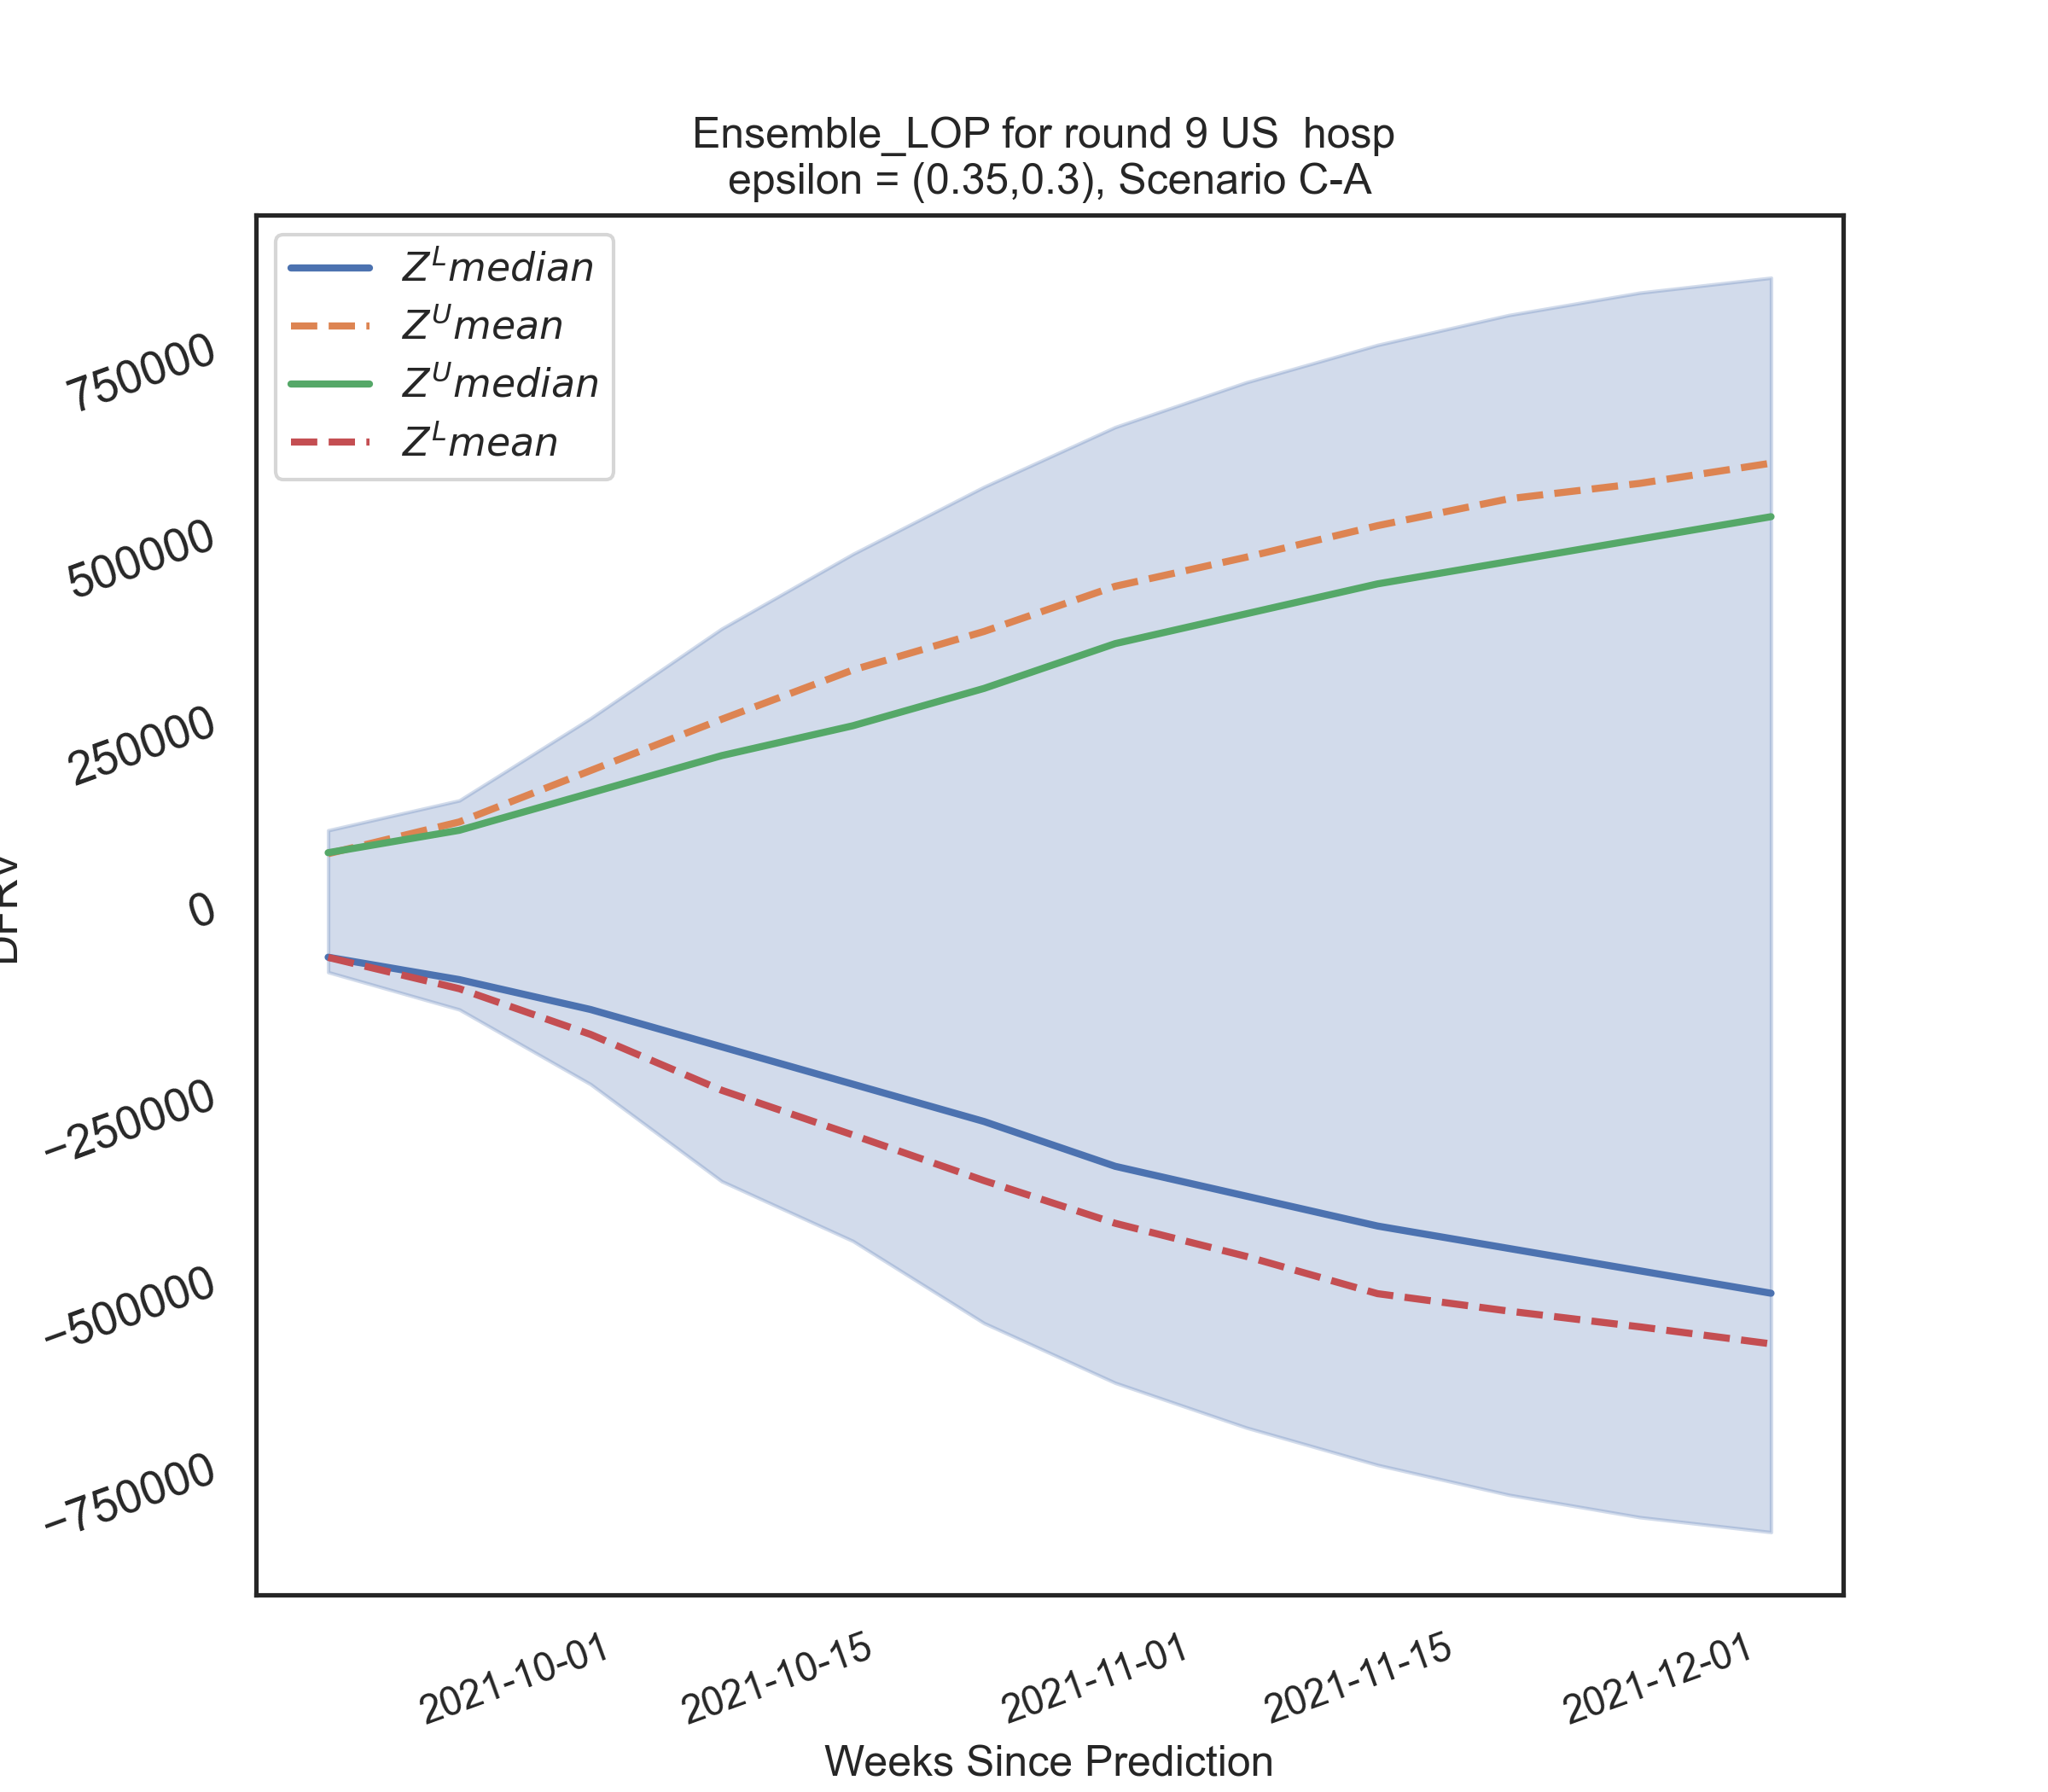 Ensemble_LOP for round 9 US  hosp
epsilon = (0.35,0.3), Scenario C-A
Z^L median
Z^U mean
Z^U median
Z^L mean
750000
500000
250000
0
−250000
−500000
−750000
2021-10-01
2021-10-15
2021-11-01
2021-11-15
2021-12-01
Weeks Since Prediction